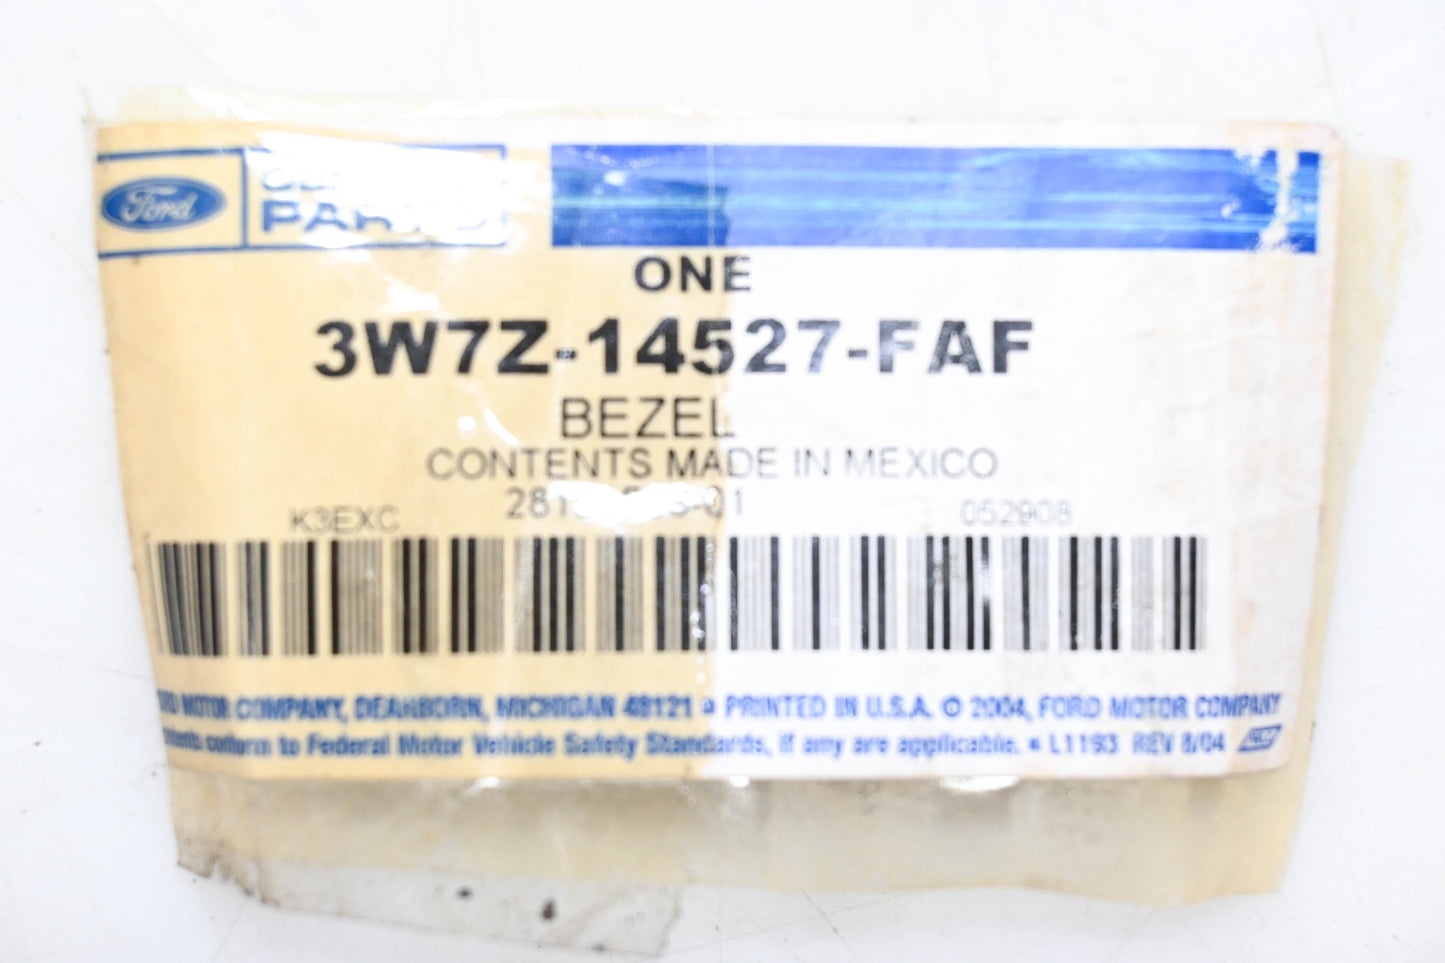 Ford
PARTS
ONE
3W7Z-14527-FAF
BEZEL
CONTENTS MADE IN MEXICO
K3EXC
052908
FORD MOTOR COMPANY, DEARBORN, MICHIGAN 48121 • PRINTED IN U.S.A. © 2004, FORD MOTOR COMPANY
contents conform to Federal Motor Vehicle Safety Standards, if any are applicable. • L1193 REV 8/04